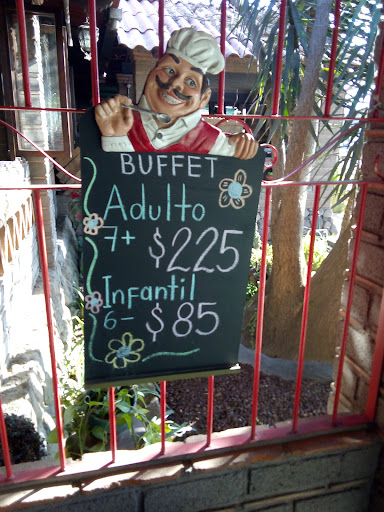 BUFFET
Adulto
7+ $225
Infantil
6- $85